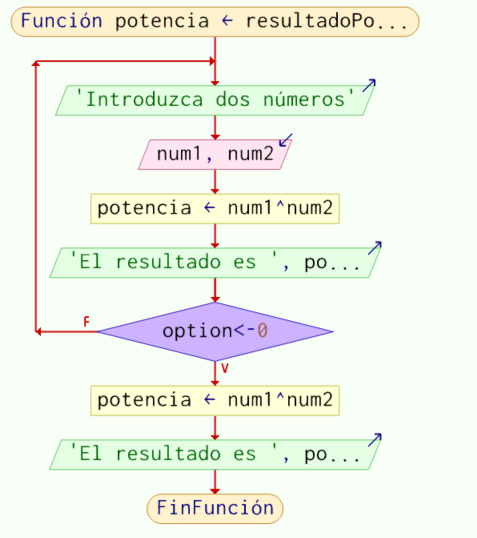 Función potencia ← resultadoPo...
'Introduzca dos números'
num1, num2
potencia ← num1^num2
'El resultado es ', po...
F
option<-0
V
potencia ← num1^num2
'El resultado es ', po...
FinFunción